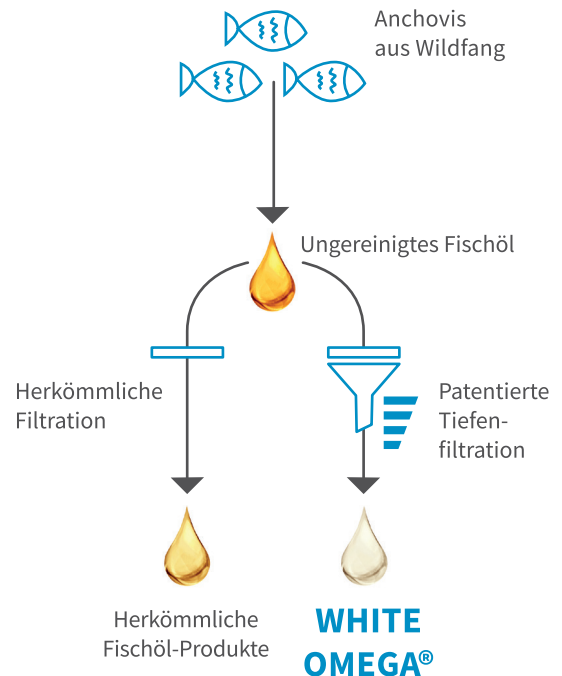 Anchovis
aus Wildfang
Ungereinigtes Fischöl
Herkömmliche
Filtration
Patentierte
Tiefen-
filtration
Herkömmliche
Fischöl-Produkte
WHITE
OMEGA®